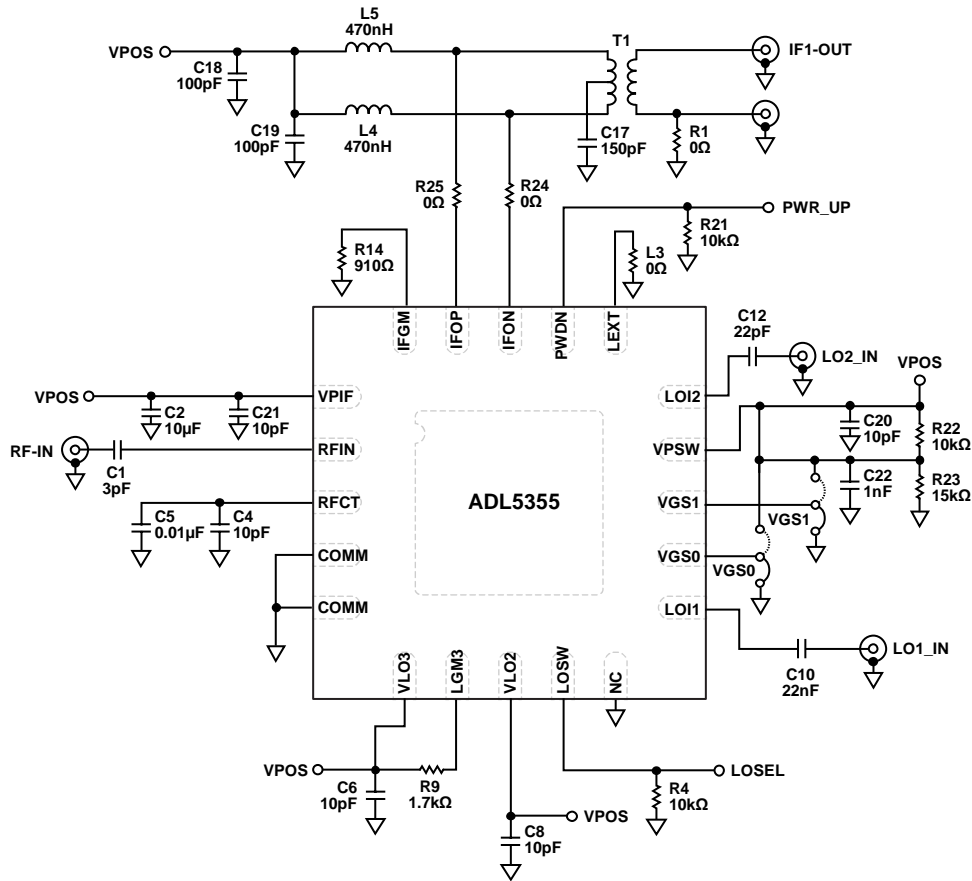 L5
470nH
VPOS
C18
100pF
C19
100pF
L4
470nH
T1
IF1-OUT
C17
150pF
R1
0Ω
R25
0Ω
R24
0Ω
PWR_UP
R21
10kΩ
R14
910Ω
L3
0Ω
IFGM
IFOP
IFON
PWDN
LEXT
C12
22pF
LO2_IN
VPOS
VPOS
C2
10µF
C21
10pF
VPIF
LOI2
C20
10pF
R22
10kΩ
RF-IN
C1
3pF
RFIN
VPSW
C5
0.01µF
C4
10pF
RFCT
ADL5355
VGS1
C22
1nF
R23
15kΩ
VGS1
COMM
VGS0
VGS0
COMM
LOI1
LO1_IN
C10
22nF
VLO3
LGM3
VLO2
LOSW
NC
VPOS
C6
10pF
R9
1.7kΩ
LOSEL
R4
10kΩ
VPOS
C8
10pF